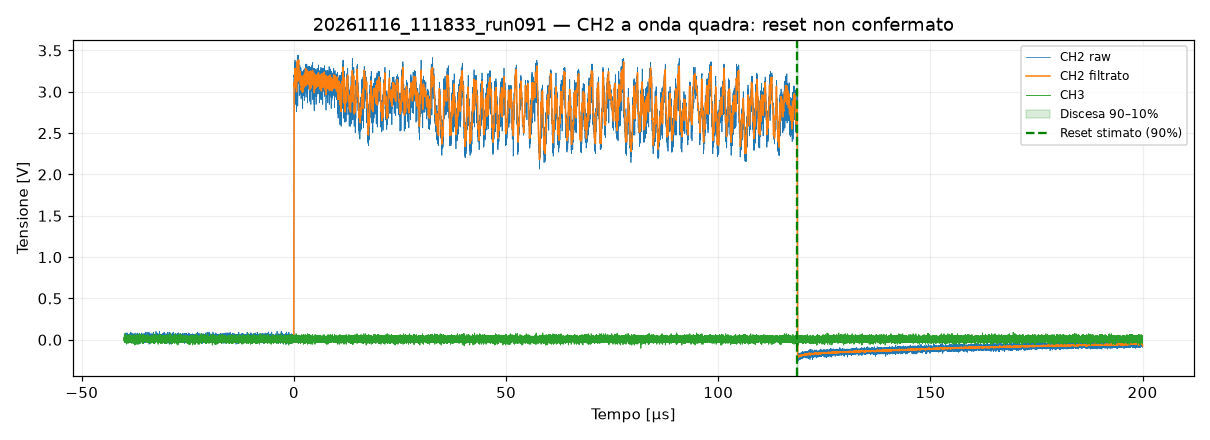 20261116_111833_run091 — CH2 a onda quadra: reset non confermato
3.5
3.0
2.5
2.0
1.5
1.0
0.5
0.0
Tensione [V]
CH2 raw
CH2 filtrato
CH3
Discesa 90–10%
Reset stimato (90%)
−50
0
50
100
150
200
Tempo [µs]